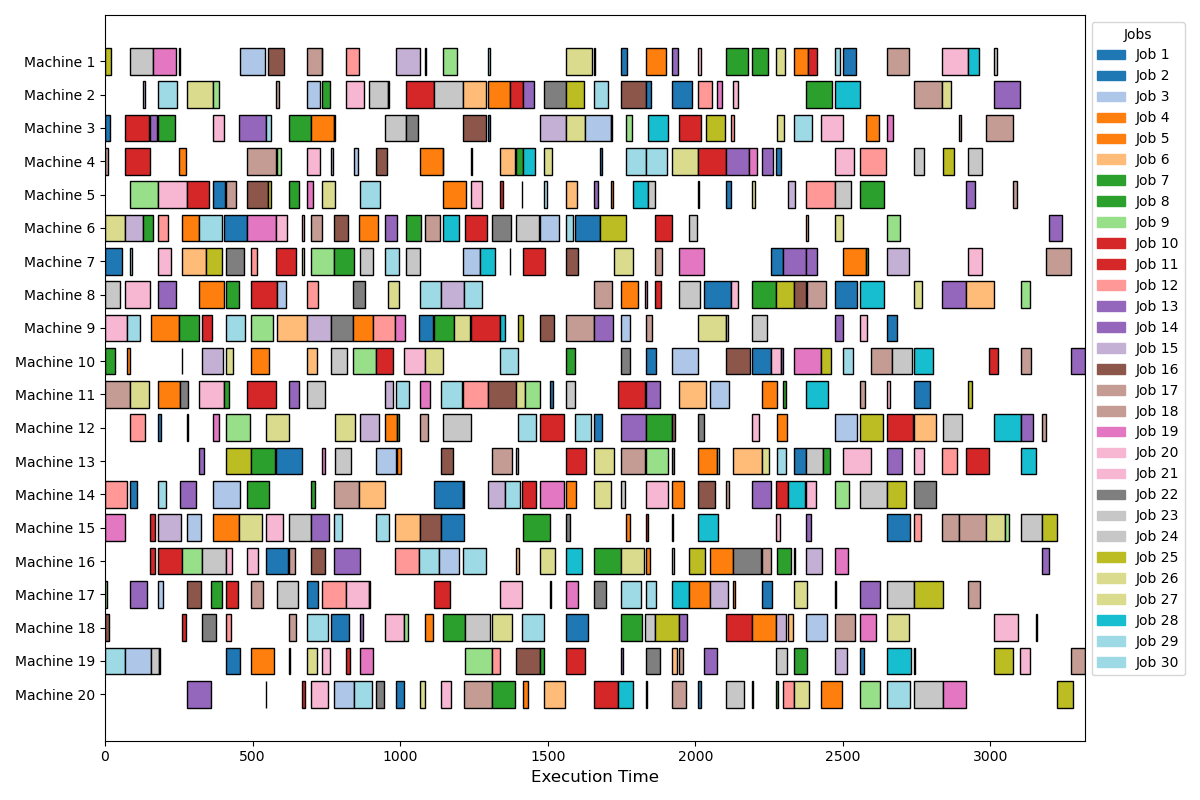 Machine 1
Machine 2
Machine 3
Machine 4
Machine 5
Machine 6
Machine 7
Machine 8
Machine 9
Machine 10
Machine 11
Machine 12
Machine 13
Machine 14
Machine 15
Machine 16
Machine 17
Machine 18
Machine 19
Machine 20
0 500 1000 1500 2000 2500 3000
Execution Time
Jobs
Job 1
Job 2
Job 3
Job 4
Job 5
Job 6
Job 7
Job 8
Job 9
Job 10
Job 11
Job 12
Job 13
Job 14
Job 15
Job 16
Job 17
Job 18
Job 19
Job 20
Job 21
Job 22
Job 23
Job 24
Job 25
Job 26
Job 27
Job 28
Job 29
Job 30